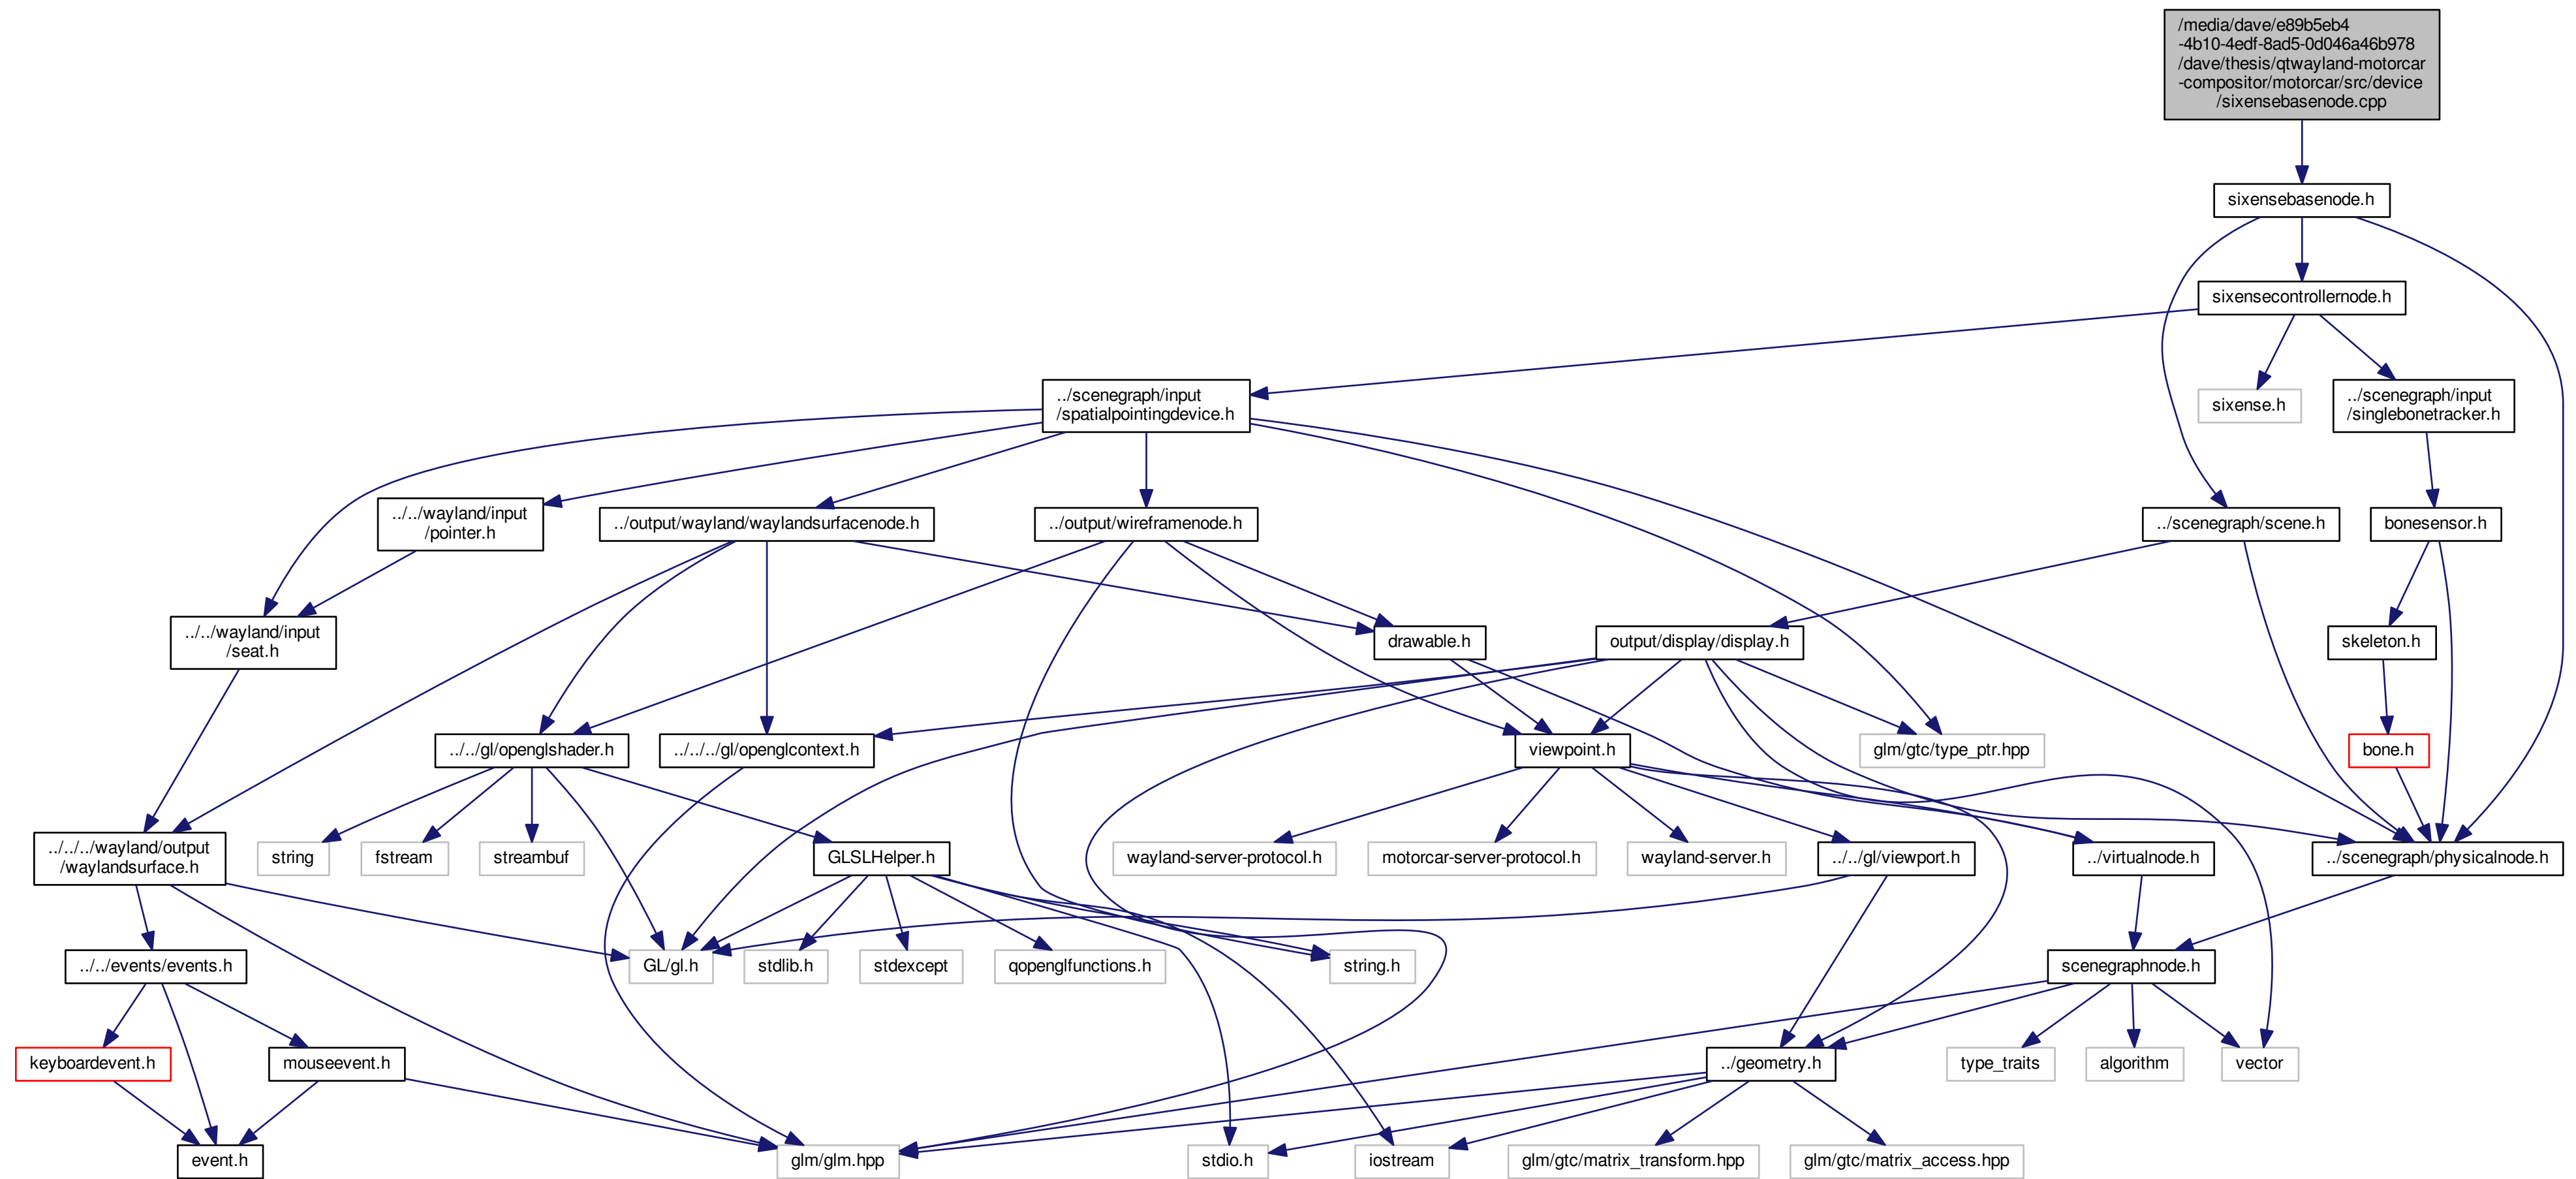 /media/dave/e89b5eb4
-4b10-4edf-8ad5-0d046a46b978
/dave/thesis/qtwayland-motorcar
-compositor/motorcar/src/device
/sixensebasenode.cpp
sixensebasenode.h
sixensecontrollernode.h
../scenegraph/input
/spatialpointingdevice.h
sixense.h
../scenegraph/input
/singlebonetracker.h
../../wayland/input
/pointer.h
../output/wayland/waylandsurfacenode.h
../output/wireframenode.h
../scenegraph/scene.h
bonesensor.h
../../wayland/input
/seat.h
drawable.h
output/display/display.h
skeleton.h
../../gl/openglshader.h
../../../gl/openglcontext.h
viewpoint.h
glm/gtc/type_ptr.hpp
bone.h
../../../wayland/output
/waylandsurface.h
string
fstream
streambuf
GLSLHelper.h
wayland-server-protocol.h
motorcar-server-protocol.h
wayland-server.h
../../gl/viewport.h
../virtualnode.h
../scenegraph/physicalnode.h
../../events/events.h
GL/gl.h
stdlib.h
stdexcept
qopenglfunctions.h
string.h
scenegraphnode.h
keyboardevent.h
mouseevent.h
../geometry.h
type_traits
algorithm
vector
event.h
glm/glm.hpp
stdio.h
iostream
glm/gtc/matrix_transform.hpp
glm/gtc/matrix_access.hpp